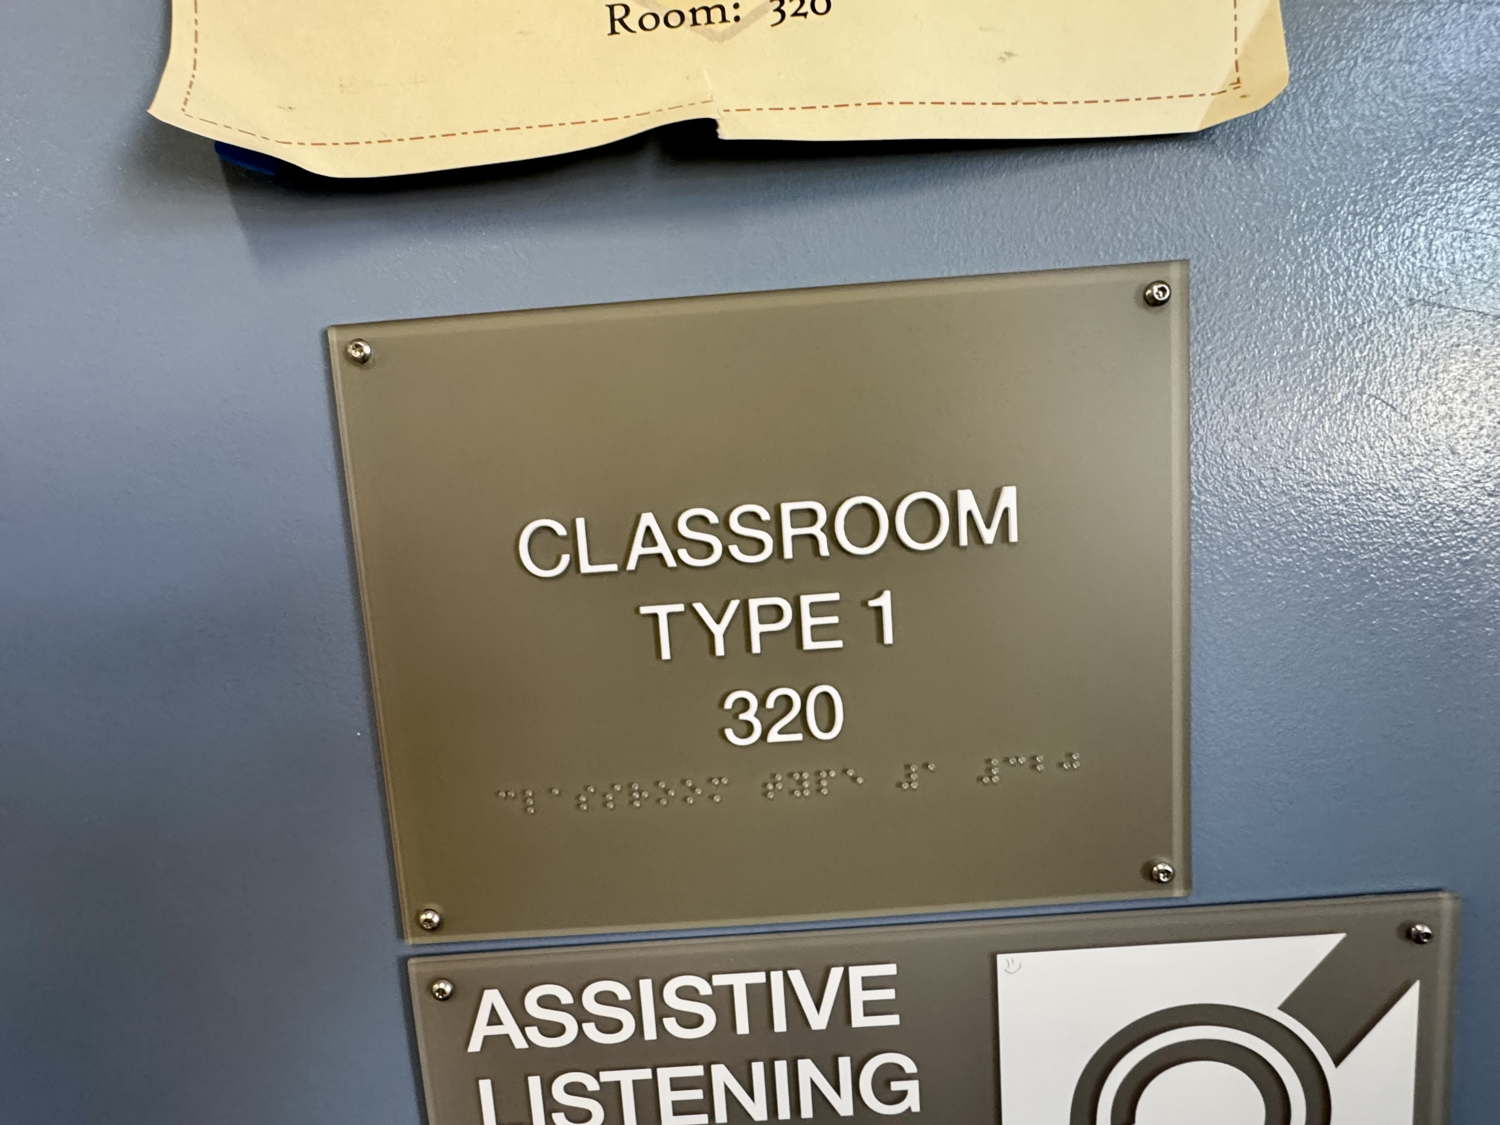 Room: 320
CLASSROOM
TYPE 1
320
⠉⠇⠁⠎⠎⠗⠕⠕⠍ ⠞⠽⠏⠑ ⠼⠁ ⠼⠉⠃⠚
ASSISTIVE
LISTENING